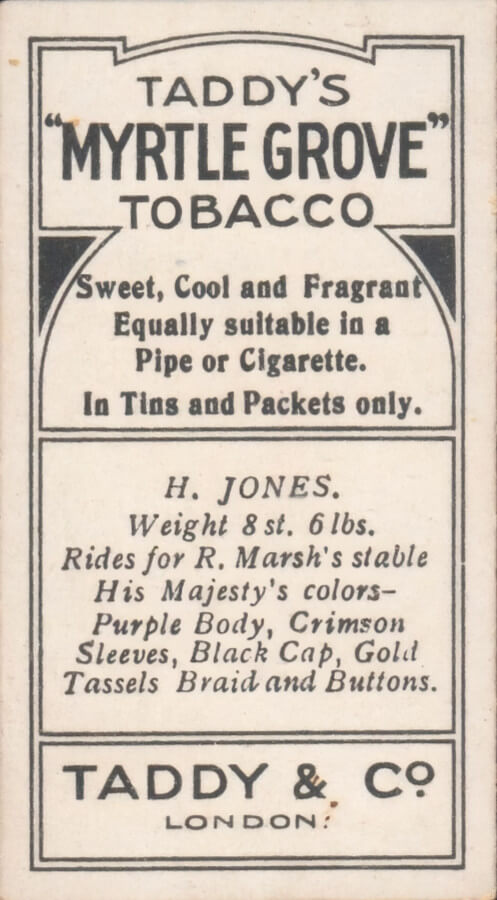 TADDY'S
"MYRTLE GROVE"
TOBACCO
Sweet, Cool and Fragrant
Equally suitable in a
Pipe or Cigarette.
In Tins and Packets only.
H. JONES.
Weight 8 st. 6 lbs.
Rides for R. Marsh's stable
His Majesty's colors–
Purple Body, Crimson
Sleeves, Black Cap, Gold
Tassels Braid and Buttons.
TADDY & Cº
LONDON.